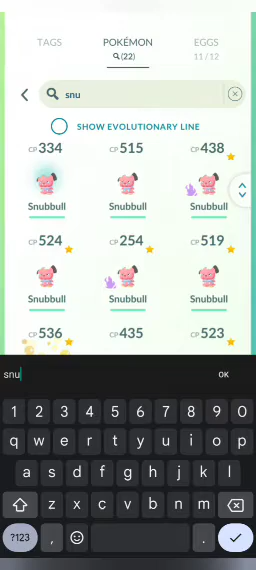 TAGS POKÉMON EGGS
(22) 11 / 12
snu
SHOW EVOLUTIONARY LINE
CP334 CP515 CP438
Snubbull Snubbull Snubbull
CP524 CP254 CP519
Snubbull Snubbull Snubbull
CP536 CP435 CP523
snu OK
1 2 3 4 5 6 7 8 9 0
q w e r t y u i o p
a s d f g h j k l
z x c v b n m
?123 , .